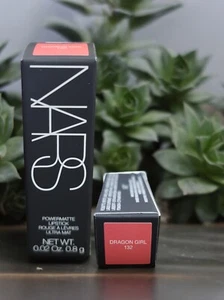 NARS
POWERMATTE
LIPSTICK
ROUGE À LÈVRES
ULTRA MAT
NET WT.
0.02 Oz. 0.8 g
DRAGON GIRL
132